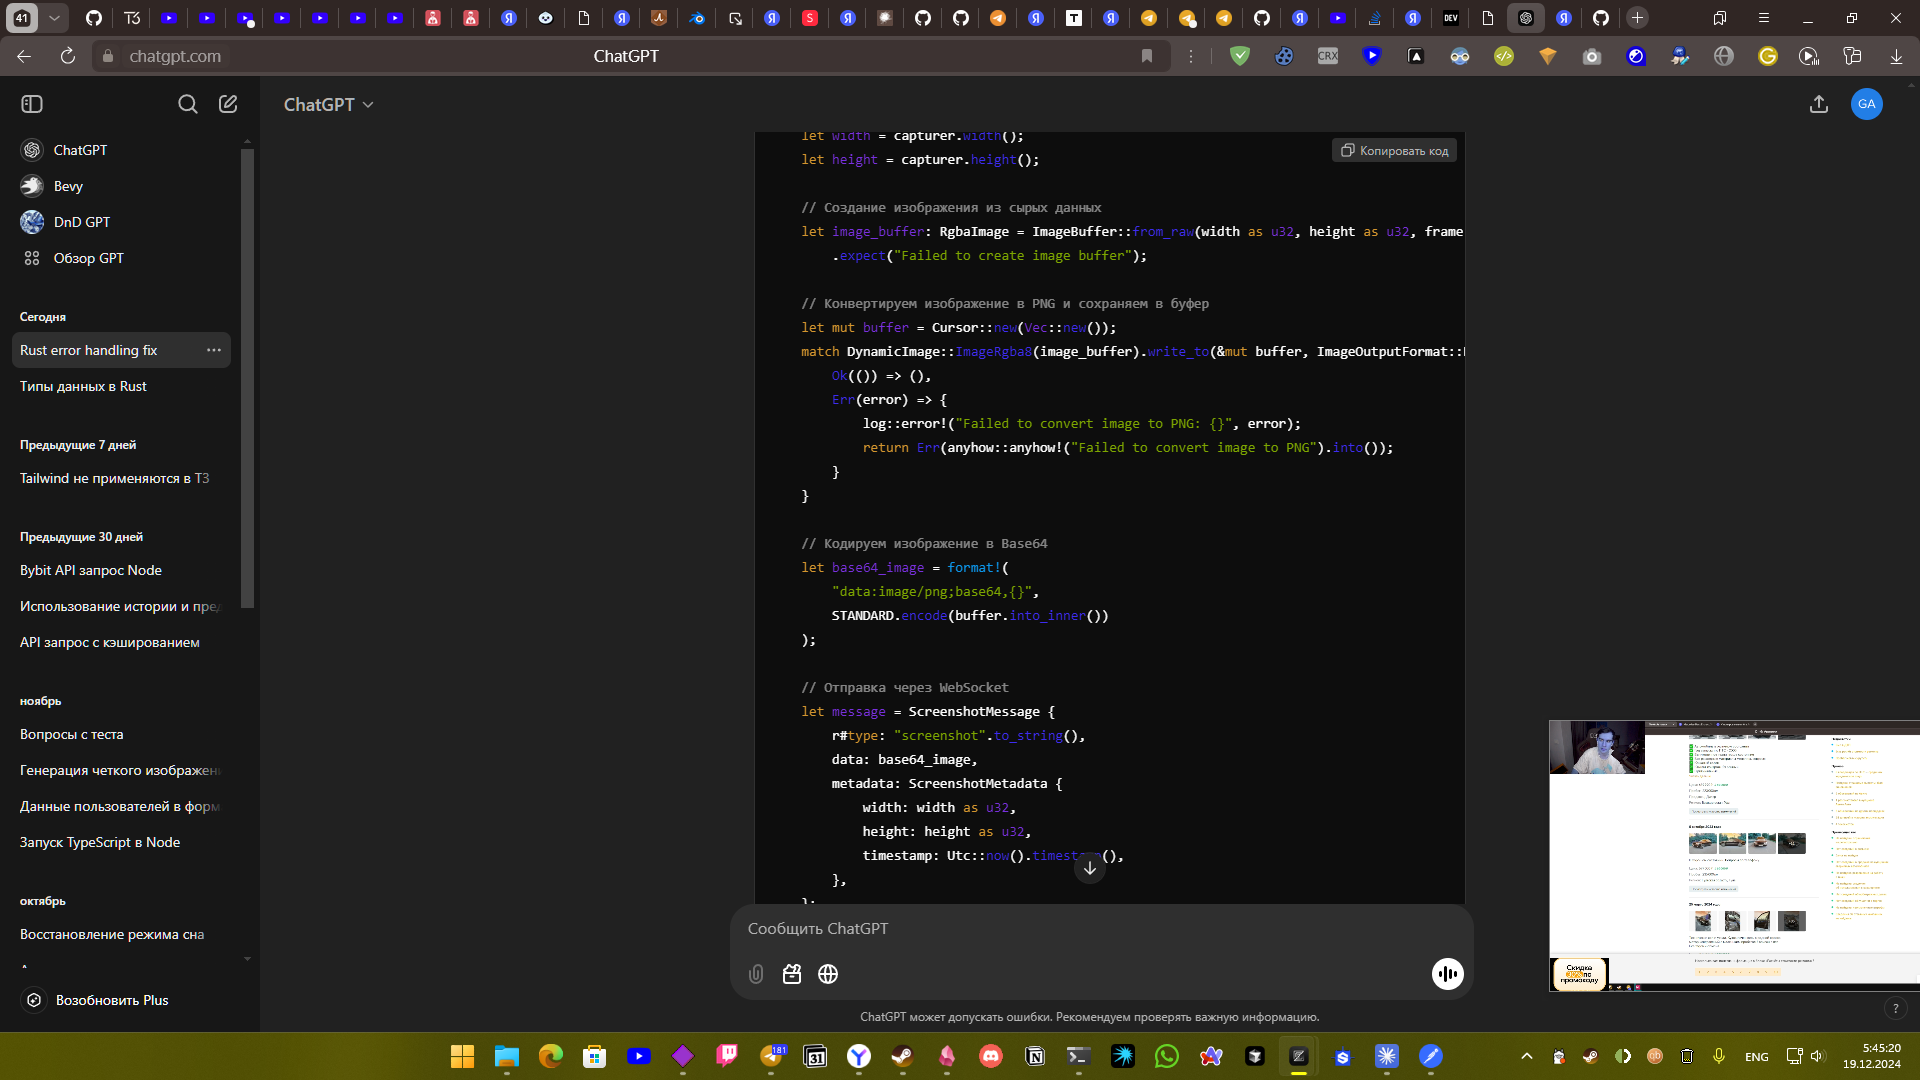 41
T3
S
Я
T
DEV
chatgpt.com
ChatGPT
CRX
ChatGPT
GA
ChatGPT
Bevy
DnD GPT
Обзор GPT
Сегодня
Rust error handling fix
Типы данных в Rust
Предыдущие 7 дней
Tailwind не применяются в T3
Предыдущие 30 дней
Bybit API запрос Node
Использование истории и пред
API запрос с кэшированием
ноябрь
Вопросы с теста
Генерация четкого изображен
Данные пользователей в форм
Запуск TypeScript в Node
октябрь
Восстановление режима сна
Возобновить Plus
let width = capturer.width();
Копировать код
let height = capturer.height();
// Создание изображения из сырых данных
let image_buffer: RgbaImage = ImageBuffer::from_raw(width as u32, height as u32, frame
.expect("Failed to create image buffer");
// Конвертируем изображение в PNG и сохраняем в буфер
let mut buffer = Cursor::new(Vec::new());
match DynamicImage::ImageRgba8(image_buffer).write_to(&mut buffer, ImageOutputFormat::
Ok(()) => (),
Err(error) => {
log::error!("Failed to convert image to PNG: {}", error);
return Err(anyhow::anyhow!("Failed to convert image to PNG").into());
}
}
// Кодируем изображение в Base64
let base64_image = format!(
"data:image/png;base64,{}",
STANDARD.encode(buffer.into_inner())
);
// Отправка через WebSocket
let message = ScreenshotMessage {
r#type: "screenshot".to_string(),
data: base64_image,
metadata: ScreenshotMetadata {
width: width as u32,
height: height as u32,
timestamp: Utc::now().timest
(),
},
};
Сообщить ChatGPT
ChatGPT может допускать ошибки. Рекомендуем проверять важную информацию.
?
Скидка
по
промокоду
181
31
ENG
5:45:20
19.12.2024